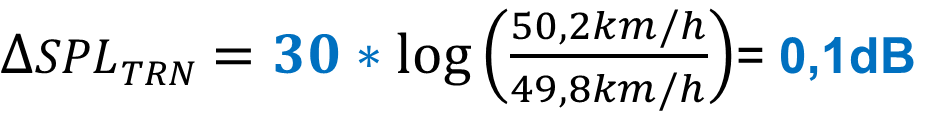 ΔSPL_TRN = 30 * log(50,2km/h / 49,8km/h) = 0,1dB